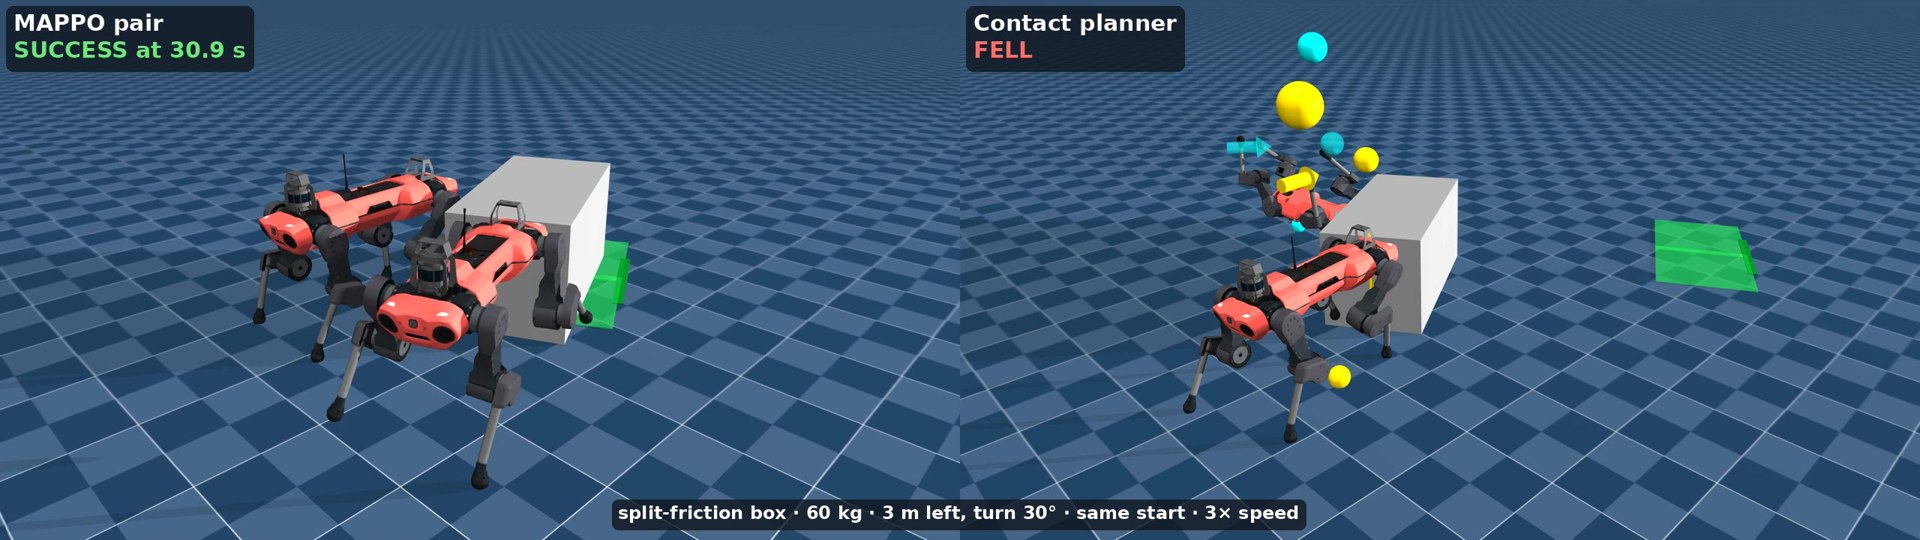 MAPPO pair
SUCCESS at 30.9 s
Contact planner
FELL
split-friction box · 60 kg · 3 m left, turn 30° · same start · 3× speed